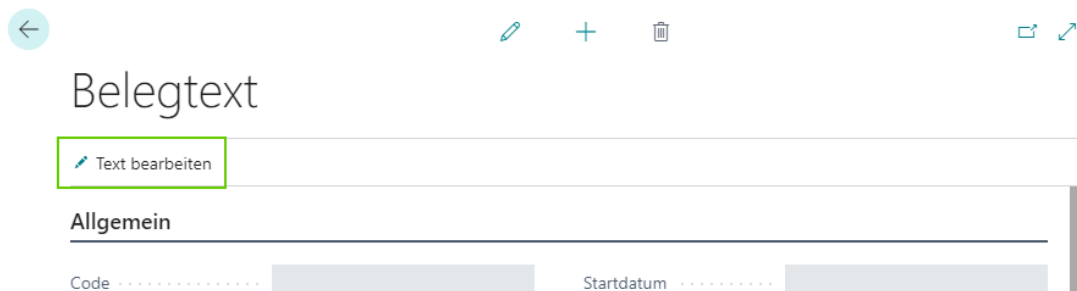 Belegtext
Text bearbeiten
Allgemein
Code
Startdatum